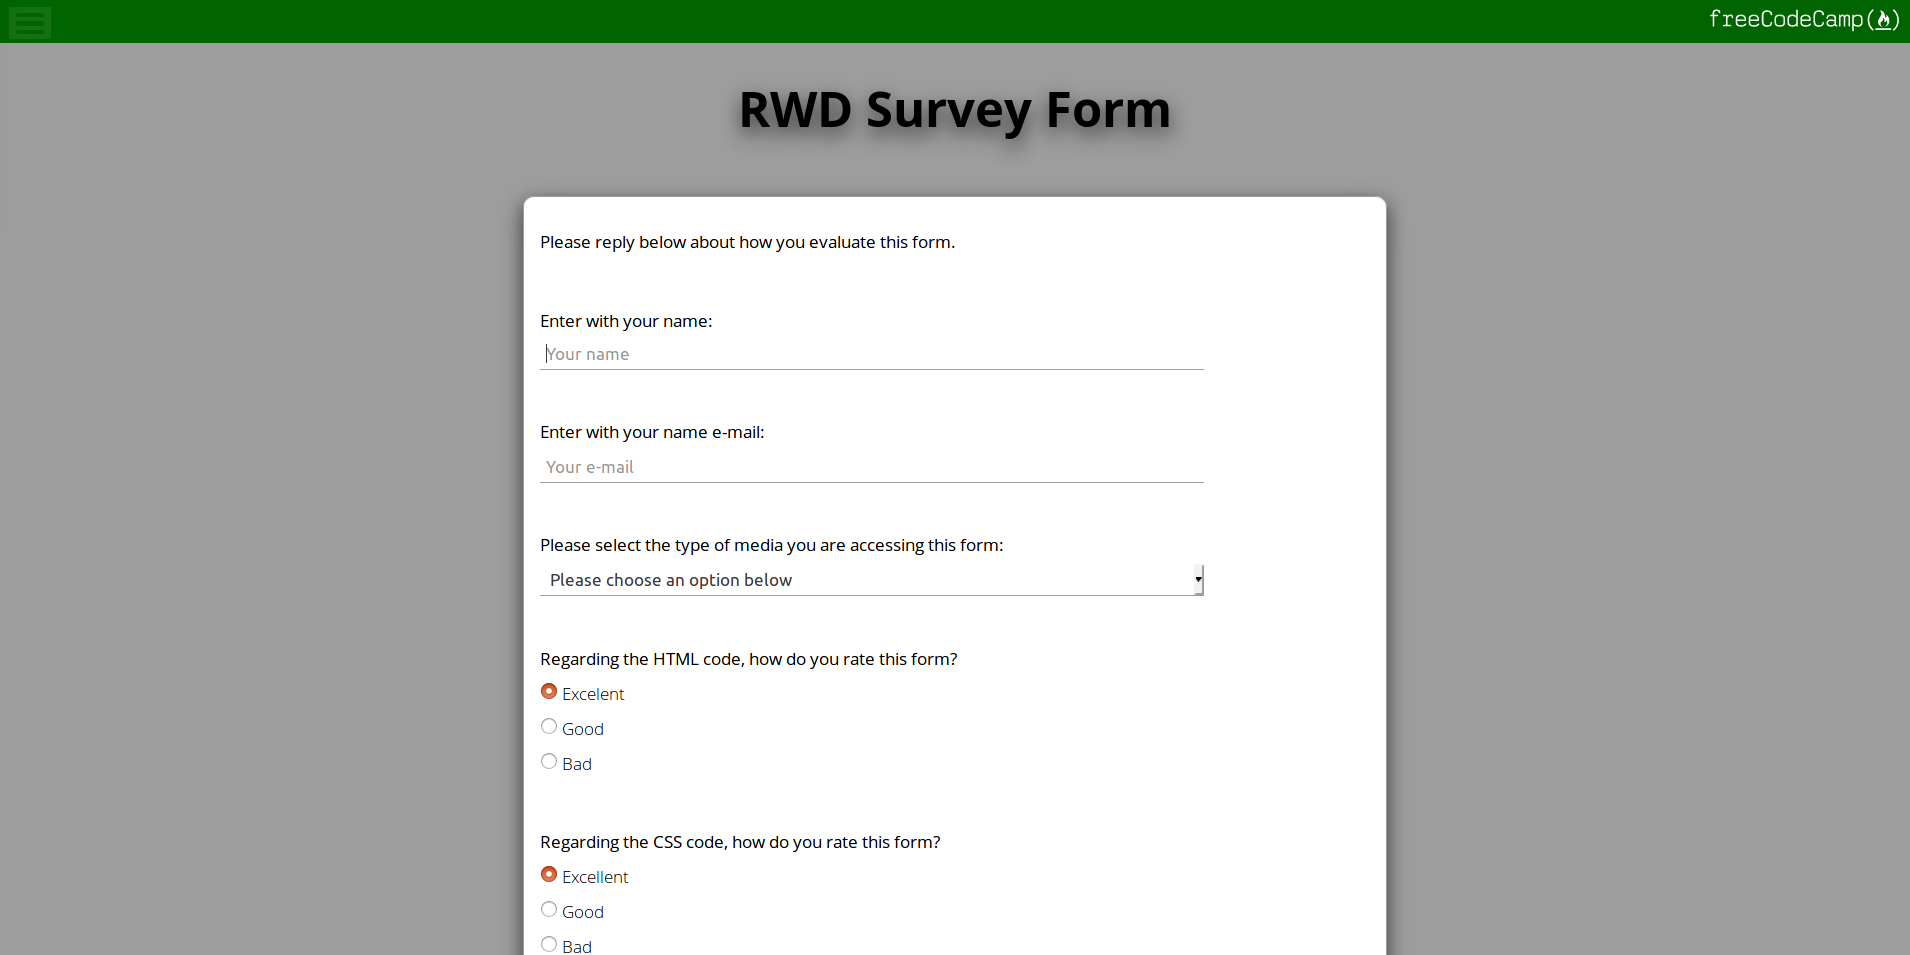 freeCodeCamp(🔥)
RWD Survey Form
Please reply below about how you evaluate this form.
Enter with your name:
Your name
Enter with your name e-mail:
Your e-mail
Please select the type of media you are accessing this form:
Please choose an option below
Regarding the HTML code, how do you rate this form?
Excelent
Good
Bad
Regarding the CSS code, how do you rate this form?
Excellent
Good
Bad